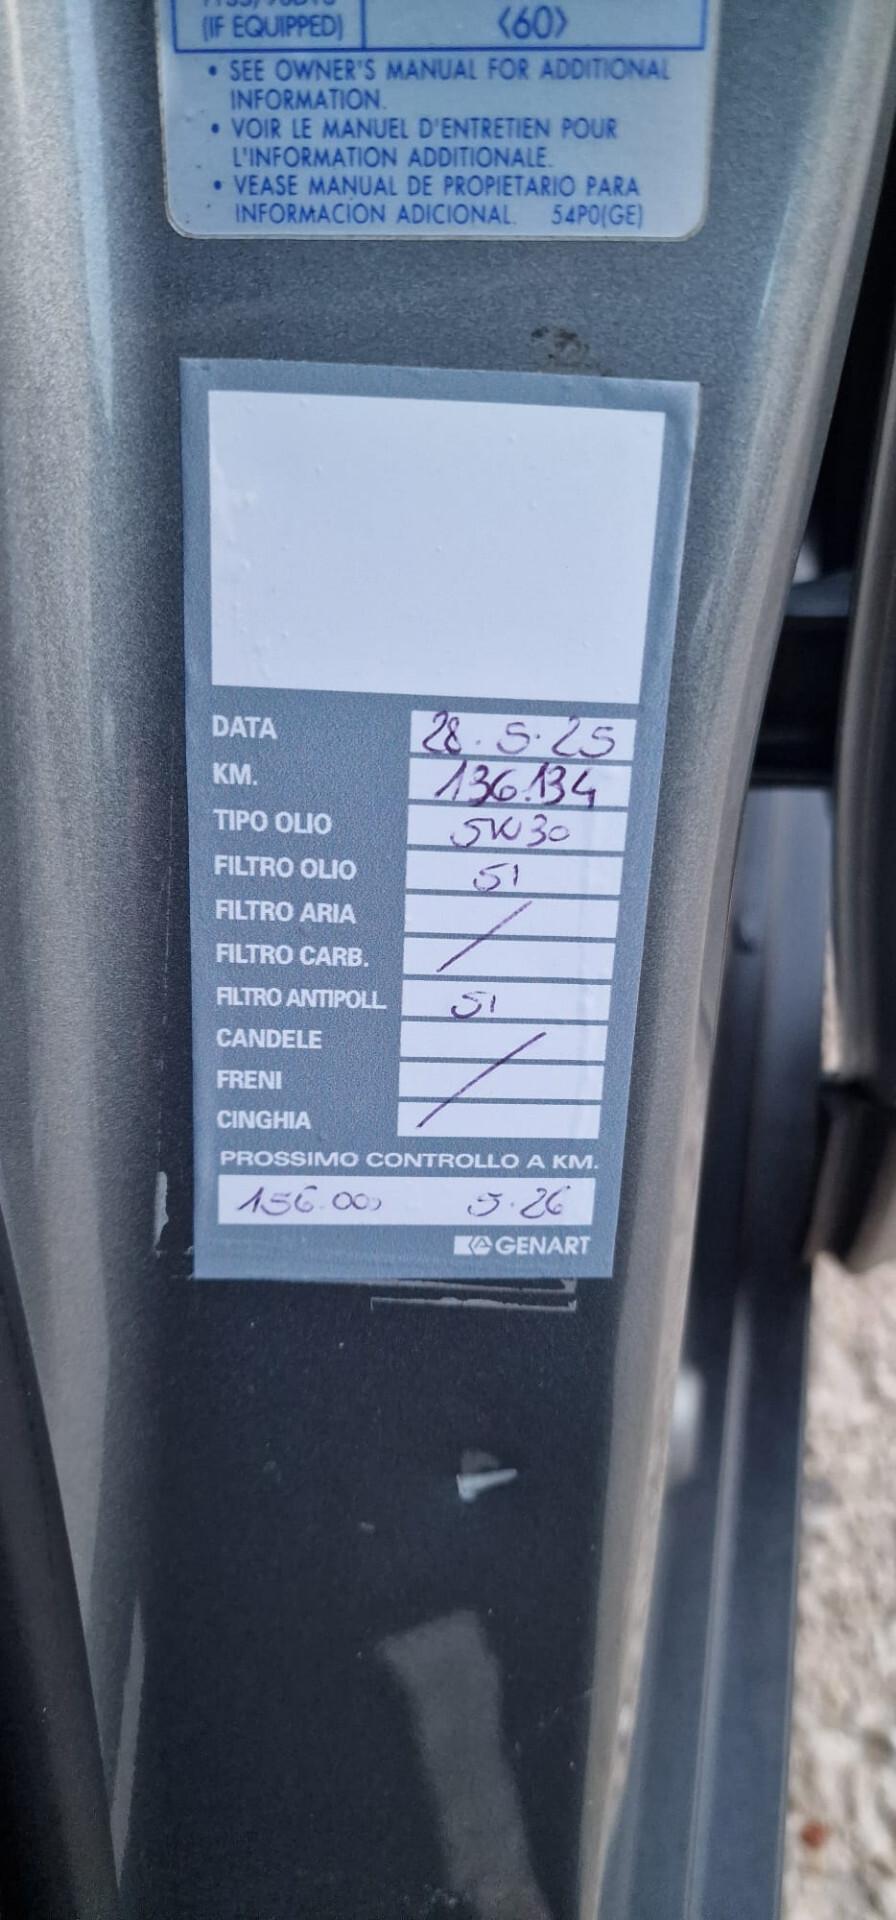 (IF EQUIPPED) <60>
• SEE OWNER'S MANUAL FOR ADDITIONAL
INFORMATION.
• VOIR LE MANUEL D'ENTRETIEN POUR
L'INFORMATION ADDITIONALE.
• VEASE MANUAL DE PROPIETARIO PARA
INFORMACION ADICIONAL. 54P0(GE)
DATA 28.5.25
KM. 136.134
TIPO OLIO 5W30
FILTRO OLIO SI
FILTRO ARIA /
FILTRO CARB.
FILTRO ANTIPOLL. SI
CANDELE /
FRENI
CINGHIA
PROSSIMO CONTROLLO A KM.
156.000 5.26
GENART